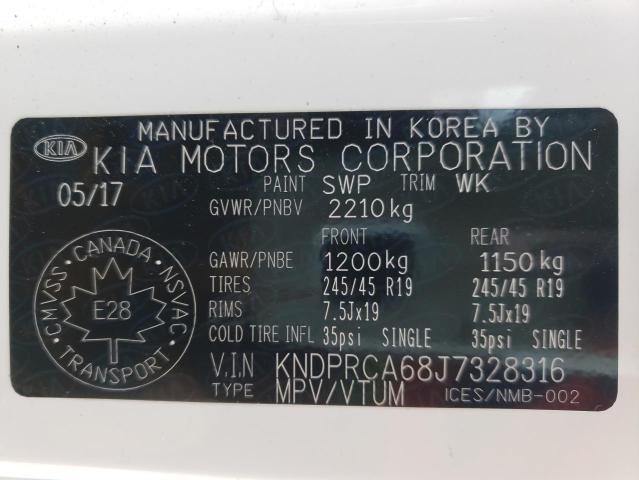 MANUFACTURED IN KOREA BY
KIA KIA MOTORS CORPORATION
05/17 PAINT SWP TRIM WK
GVWR/PNBV 2210kg
FRONT REAR
GAWR/PNBE 1200kg 1150kg
TIRES 245/45 R19 245/45 R19
RIMS 7.5Jx19 7.5Jx19
COLD TIRE INFL 35psi SINGLE 35psi SINGLE
V.I.N KNDPRCA68J7328316
TYPE MPV/VTUM ICES/NMB-002
CMVSS • CANADA • NSVAC
E28
TRANSPORT